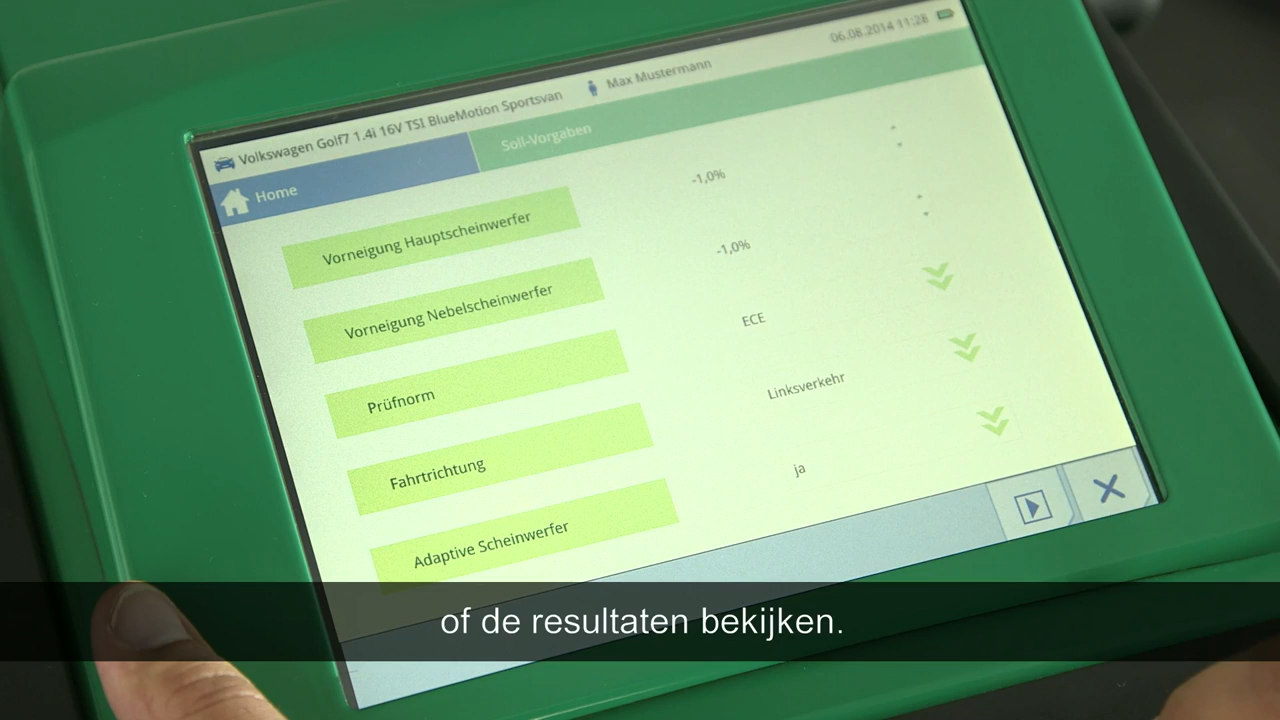 Volkswagen Golf7 1.4i 16V TSI BlueMotion Sportsvan Max Mustermann 06.08.2014 11:28
Home Soll-Vorgaben
Vorneigung Hauptscheinwerfer -1,0%
Vorneigung Nebelscheinwerfer -1,0%
Prüfnorm ECE
Fahrtrichtung Linksverkehr
Adaptive Scheinwerfer ja
of de resultaten bekijken.